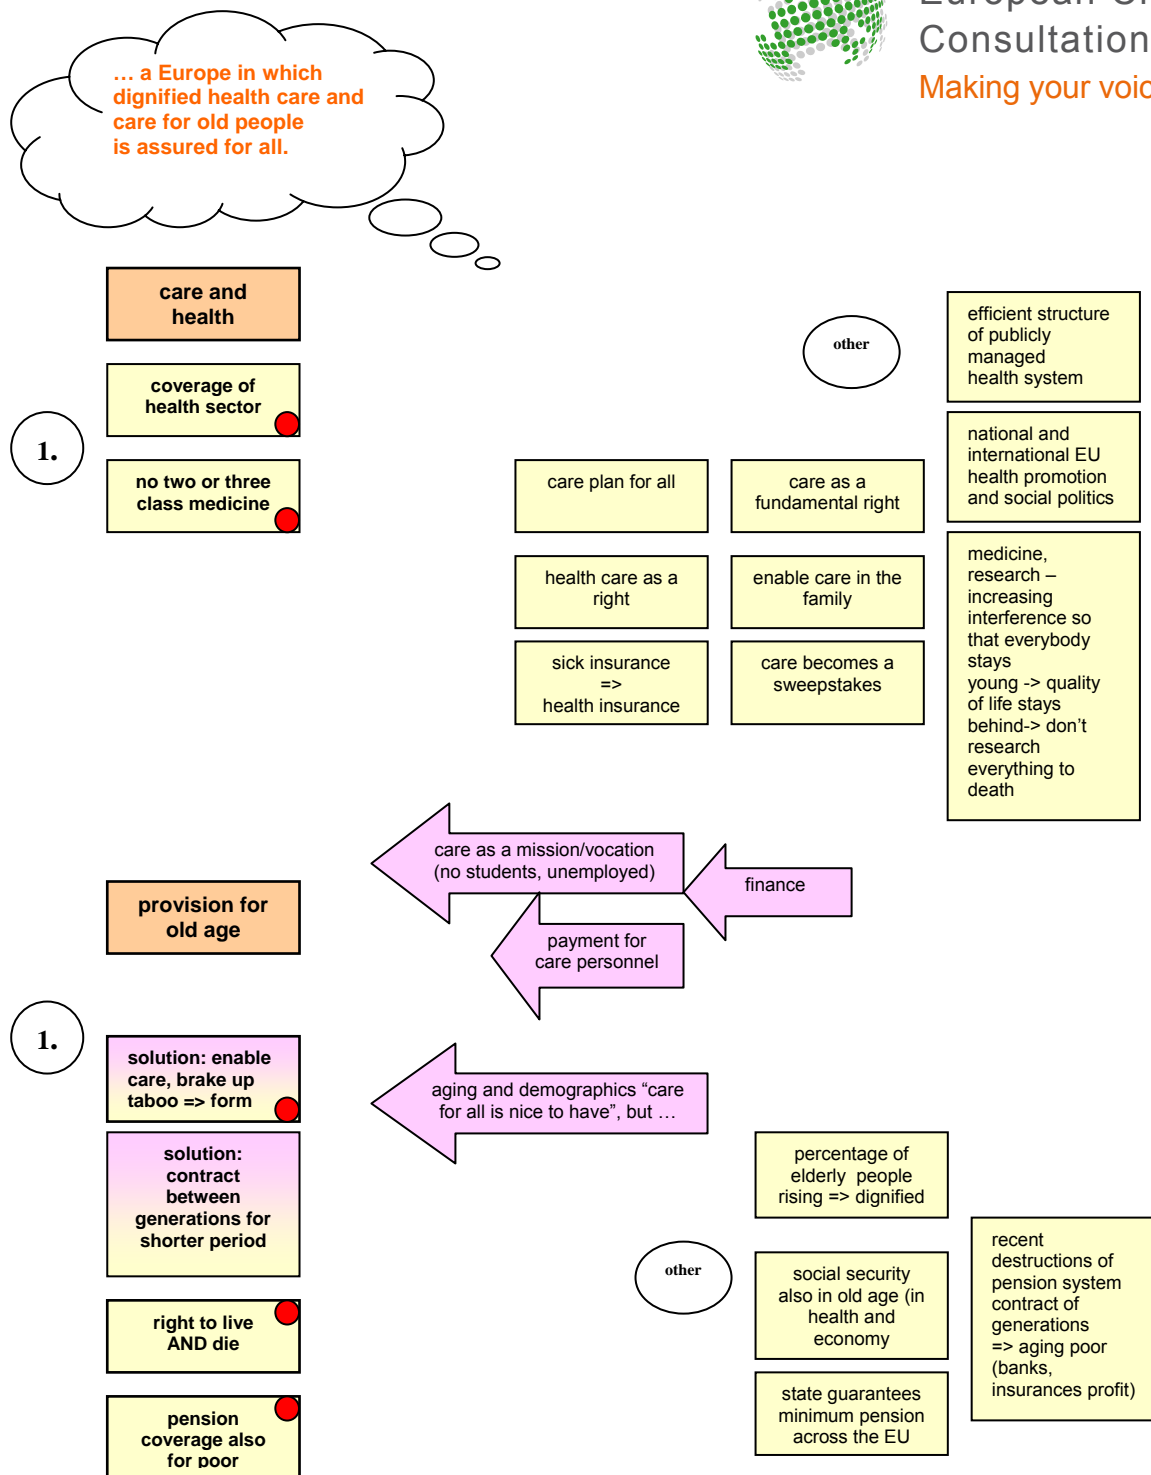 Consultation
Making your
… a Europe in which
dignified health care and
care for old people
is assured for all.
care and
health
coverage of
health sector
1.
no two or three
class medicine
other
efficient structure
of publicly
managed
health system
national and
international EU
health promotion
and social politics
care plan for all
care as a
fundamental right
health care as a
right
enable care in the
family
sick insurance
=>
health insurance
care becomes a
sweepstakes
medicine,
research –
increasing
interference so
that everybody
stays
young -> quality
of life stays
behind-> don’t
research
everything to
death
care as a mission/vocation
(no students, unemployed)
finance
payment for
care personnel
provision for
old age
1.
solution: enable
care, brake up
taboo => form
aging and demographics “care
for all is nice to have”, but …
solution:
contract
between
generations for
shorter period
right to live
AND die
pension
coverage also
for poor
percentage of
elderly people
rising => dignified
other
social security
also in old age (in
health and
economy
state guarantees
minimum pension
across the EU
recent
destructions of
pension system
contract of
generations
=> aging poor
(banks,
insurances profit)